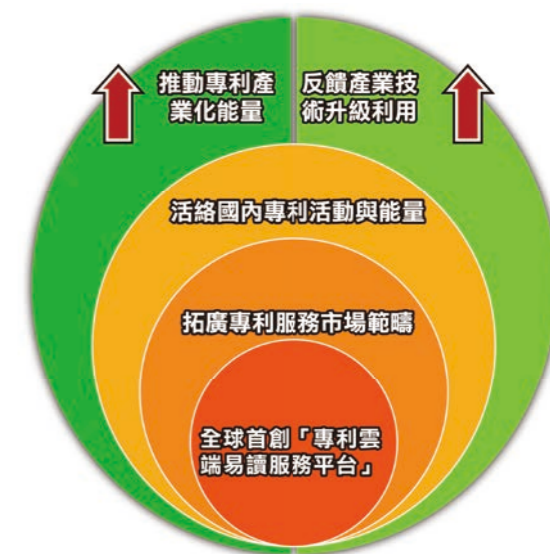 推動專利產
業化能量
反饋產業技
術升級利用
活絡國內專利活動與能量
拓廣專利服務市場範疇
全球首創「專利雲
端易讀服務平台」